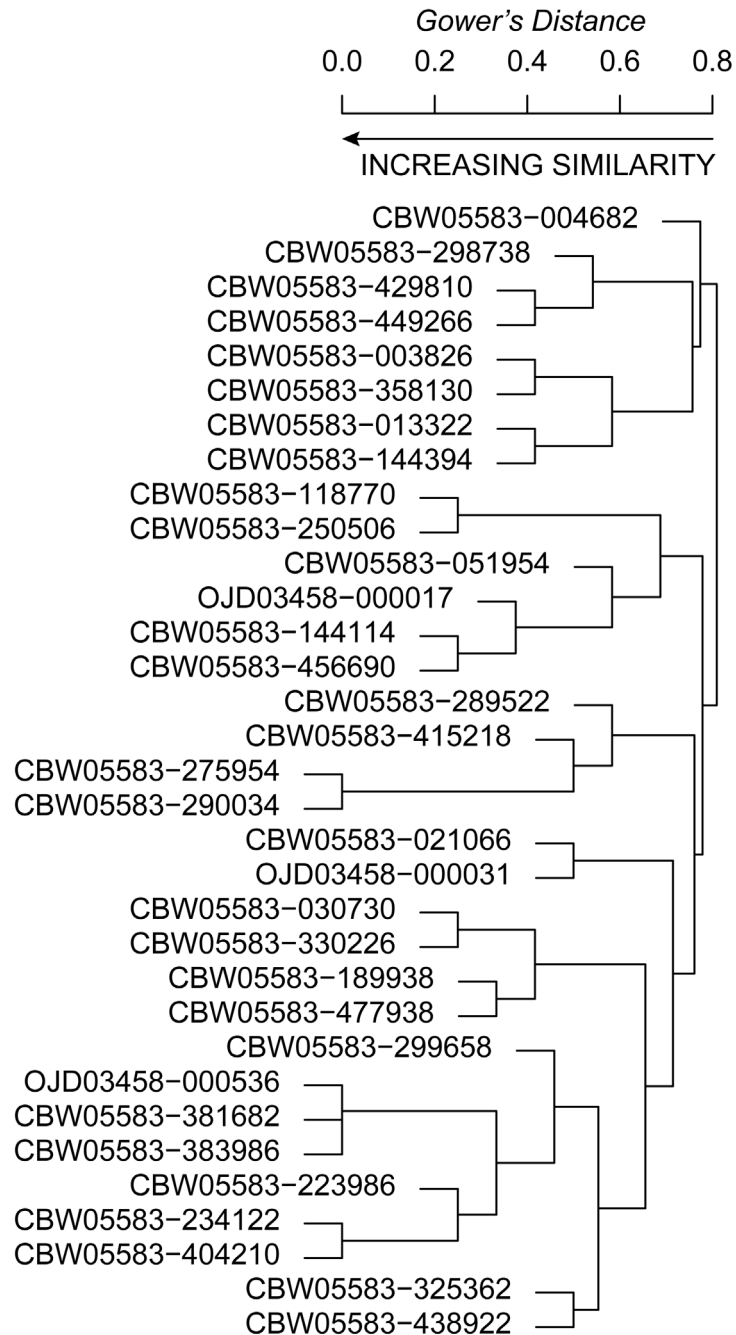 Gower's Distance
0.0 0.2 0.4 0.6 0.8
INCREASING SIMILARITY
CBW05583−004682
CBW05583−298738
CBW05583−429810
CBW05583−449266
CBW05583−003826
CBW05583−358130
CBW05583−013322
CBW05583−144394
CBW05583−118770
CBW05583−250506
CBW05583−051954
OJD03458−000017
CBW05583−144114
CBW05583−456690
CBW05583−289522
CBW05583−415218
CBW05583−275954
CBW05583−290034
CBW05583−021066
OJD03458−000031
CBW05583−030730
CBW05583−330226
CBW05583−189938
CBW05583−477938
CBW05583−299658
OJD03458−000536
CBW05583−381682
CBW05583−383986
CBW05583−223986
CBW05583−234122
CBW05583−404210
CBW05583−325362
CBW05583−438922